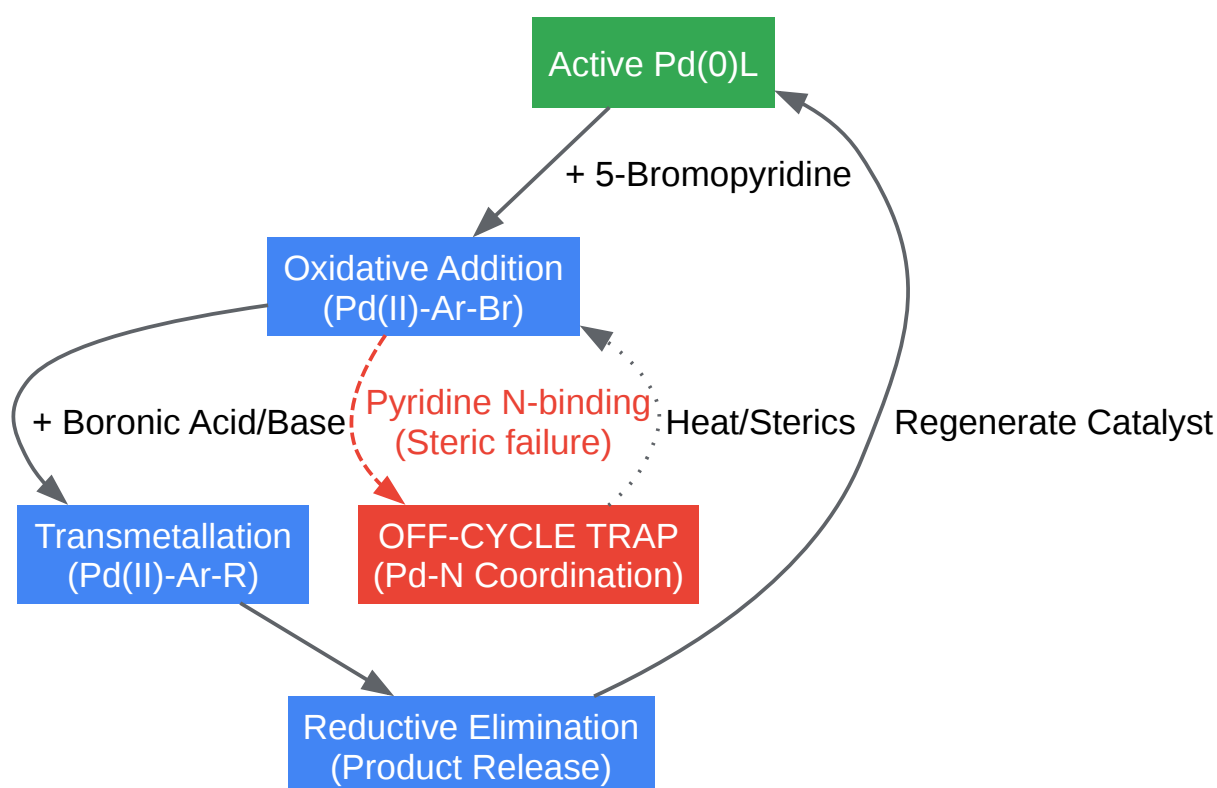 Active Pd(0)L
+ 5-Bromopyridine
Oxidative Addition
(Pd(II)-Ar-Br)
+ Boronic Acid/Base
Pyridine N-binding
(Steric failure)
Heat/Sterics
Regenerate Catalyst
Transmetallation
(Pd(II)-Ar-R)
OFF-CYCLE TRAP
(Pd-N Coordination)
Reductive Elimination
(Product Release)